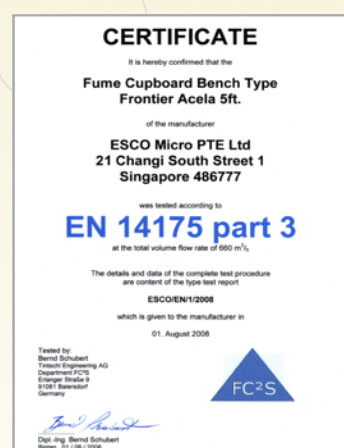 CERTIFICATE
It is hereby confirmed that the
Fume Cupboard Bench Type
Frontier Acela 5ft.
of the manufacturer
ESCO Micro PTE Ltd
21 Changi South Street 1
Singapore 486777
was tested according to
EN 14175 part 3
at the total volume flow rate of 660 m³/h
The details and data of the complete test procedure
are content of the type test report
ESCO/EN/1/2008
which is given to the manufacturer in
01. August 2008
Tested by:
Bernd Schubert
Tintschl Engineering AG
Department FC²S
Erlanger Straße 9
91081 Baiersdorf
Germany
FC²S
Dipl.-Ing. Bernd Schubert
01 / 08 / 2008